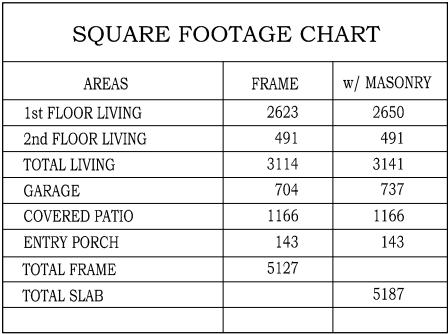 SQUARE FOOTAGE CHART
AREAS FRAME w/ MASONRY
1st FLOOR LIVING 2623 2650
2nd FLOOR LIVING 491 491
TOTAL LIVING 3114 3141
GARAGE 704 737
COVERED PATIO 1166 1166
ENTRY PORCH 143 143
TOTAL FRAME 5127
TOTAL SLAB 5187